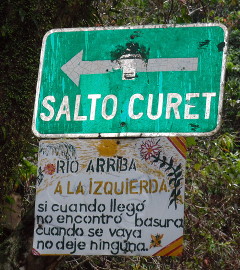 SALTO CURET
RIO ARRIBA
A LA IZQUIERDA
si cuando llegó
no encontró basura
cuando se vaya
no deje ninguna.